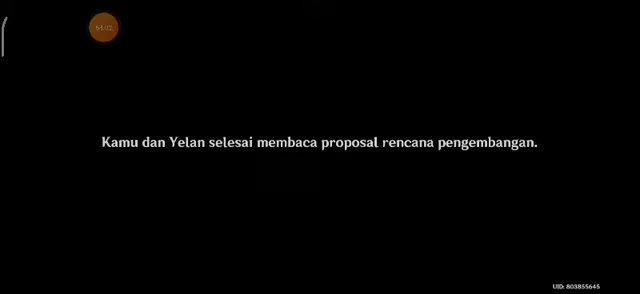 Kamu dan Yelan selesai membaca proposal rencana pengembangan.
UID: 803855645